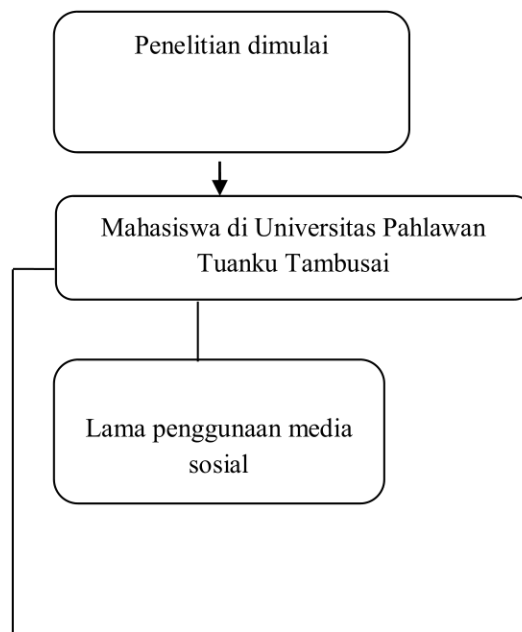 Penelitian dimulai
Mahasiswa di Universitas Pahlawan
Tuanku Tambusai
Lama penggunaan media
sosial